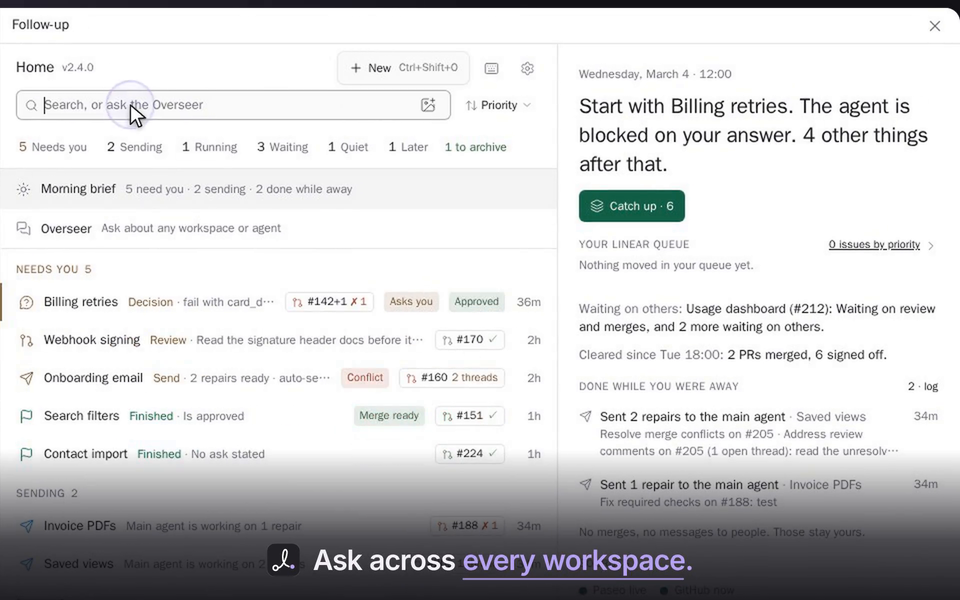 Follow-up
Home v2.4.0
New Ctrl+Shift+O
Search, or ask the Overseer
Priority
5 Needs you 2 Sending 1 Running 3 Waiting 1 Quiet 1 Later 1 to archive
Morning brief 5 need you · 2 sending · 2 done while away
Overseer Ask about any workspace or agent
NEEDS YOU 5
Billing retries Decision · fail with card_d··· #142+1 ✗ 1 Asks you Approved 36m
Webhook signing Review · Read the signature header docs before it··· #170 ✓ 2h
Onboarding email Send · 2 repairs ready · auto-se··· Conflict #160 2 threads 2h
Search filters Finished · Is approved Merge ready #151 ✓ 1h
Contact import Finished · No ask stated #224 ✓ 1h
SENDING 2
Invoice PDFs Main agent is working on 1 repair #188 ✗ 1 34m
Saved views Main agent is working on 2
Wednesday, March 4 · 12:00
Start with Billing retries. The agent is
blocked on your answer. 4 other things
after that.
Catch up · 6
YOUR LINEAR QUEUE 0 issues by priority
Nothing moved in your queue yet.
Waiting on others: Usage dashboard (#212): Waiting on review
and merges, and 2 more waiting on others.
Cleared since Tue 18:00: 2 PRs merged, 6 signed off.
DONE WHILE YOU WERE AWAY 2 · log
Sent 2 repairs to the main agent · Saved views 34m
Resolve merge conflicts on #205 · Address review
comments on #205 (1 open thread): read the unresolv···
Sent 1 repair to the main agent · Invoice PDFs 34m
Fix required checks on #188: test
No merges, no messages to people. Those stay yours.
GitHub now
Ask across every workspace.